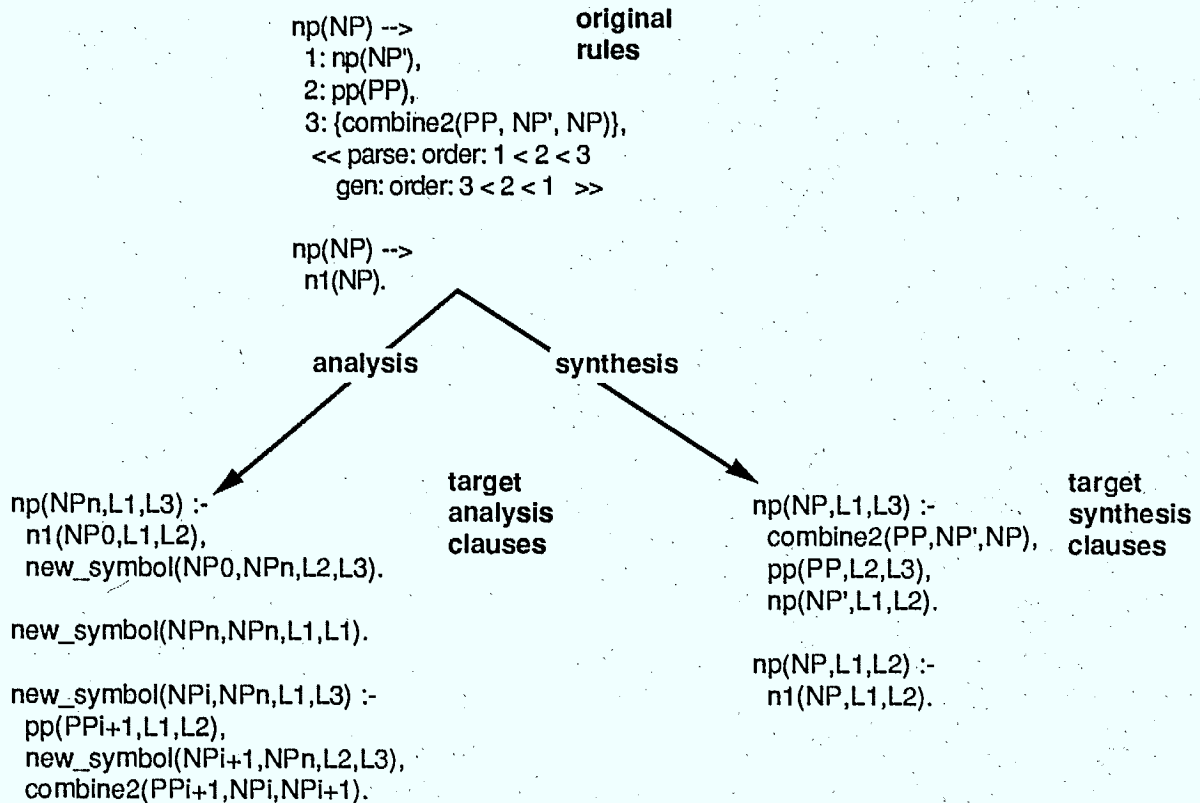 np(NP) -->
1: np(NP'),
2: pp(PP),
3: {combine2(PP, NP', NP)},
<< parse: order: 1 < 2 < 3
gen: order: 3 < 2 < 1 >>
original
rules
np(NP) -->
n1(NP).
analysis
synthesis
np(NPn,L1,L3) :-
n1(NP0,L1,L2),
new_symbol(NP0,NPn,L2,L3).
new_symbol(NPn,NPn,L1,L1).
new_symbol(NPi,NPn,L1,L3) :-
pp(PPi+1,L1,L2),
new_symbol(NPi+1,NPn,L2,L3),
combine2(PPi+1,NPi,NPi+1).
target
analysis
clauses
np(NP,L1,L3) :-
combine2(PP,NP',NP),
pp(PP,L2,L3),
np(NP',L1,L2).
np(NP,L1,L2) :-
n1(NP,L1,L2).
target
synthesis
clauses